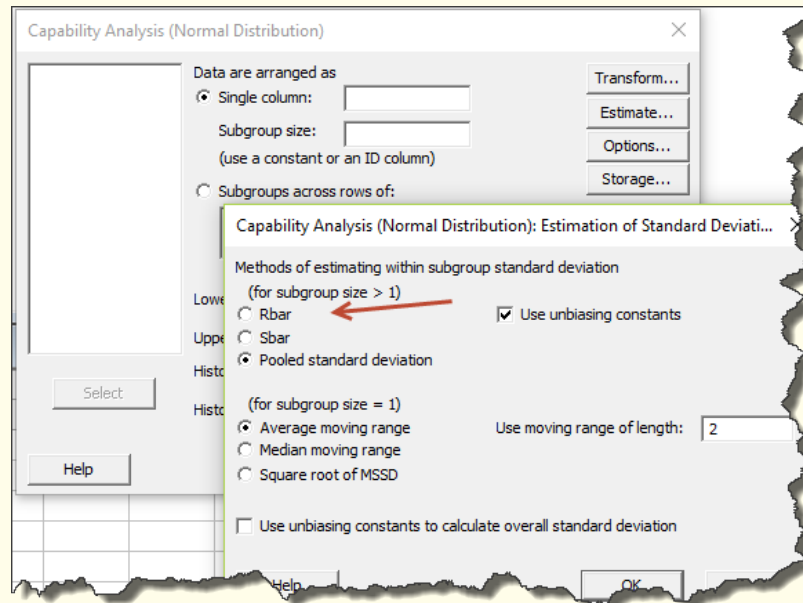 Capability Analysis (Normal Distribution)
Data are arranged as
Single column:
Subgroup size:
(use a constant or an ID column)
Subgroups across rows of:
Transform...
Estimate...
Options...
Storage...
Select
Help
Capability Analysis (Normal Distribution): Estimation of Standard Deviati...
Methods of estimating within subgroup standard deviation
(for subgroup size > 1)
Rbar
Use unbiasing constants
Sbar
Pooled standard deviation
(for subgroup size = 1)
Average moving range
Use moving range of length: 2
Median moving range
Square root of MSSD
Use unbiasing constants to calculate overall standard deviation
Help
OK